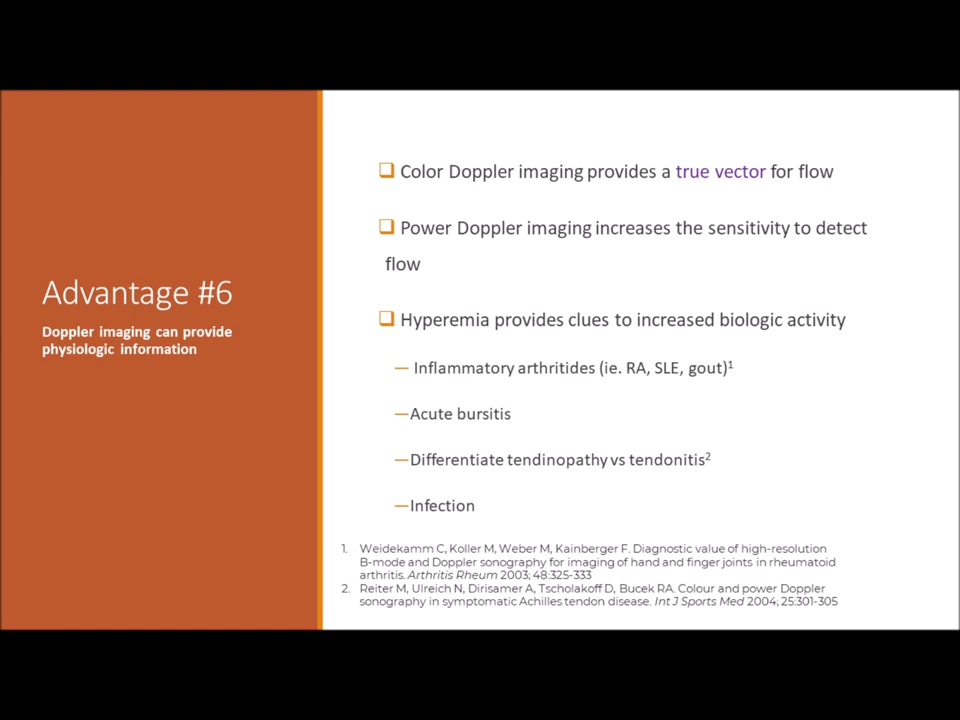 Advantage #6
Doppler imaging can provide
physiologic information
❑ Color Doppler imaging provides a true vector for flow
❑ Power Doppler imaging increases the sensitivity to detect
flow
❑ Hyperemia provides clues to increased biologic activity
— Inflammatory arthritides (ie. RA, SLE, gout)¹
—Acute bursitis
—Differentiate tendinopathy vs tendonitis²
—Infection
1. Weidekamm C, Koller M, Weber M, Kainberger F. Diagnostic value of high-resolution
B-mode and Doppler sonography for imaging of hand and finger joints in rheumatoid
arthritis. Arthritis Rheum 2003; 48:325-333
2. Reiter M, Ulreich N, Dirisamer A, Tscholakoff D, Bucek RA. Colour and power Doppler
sonography in symptomatic Achilles tendon disease. Int J Sports Med 2004; 25:301-305